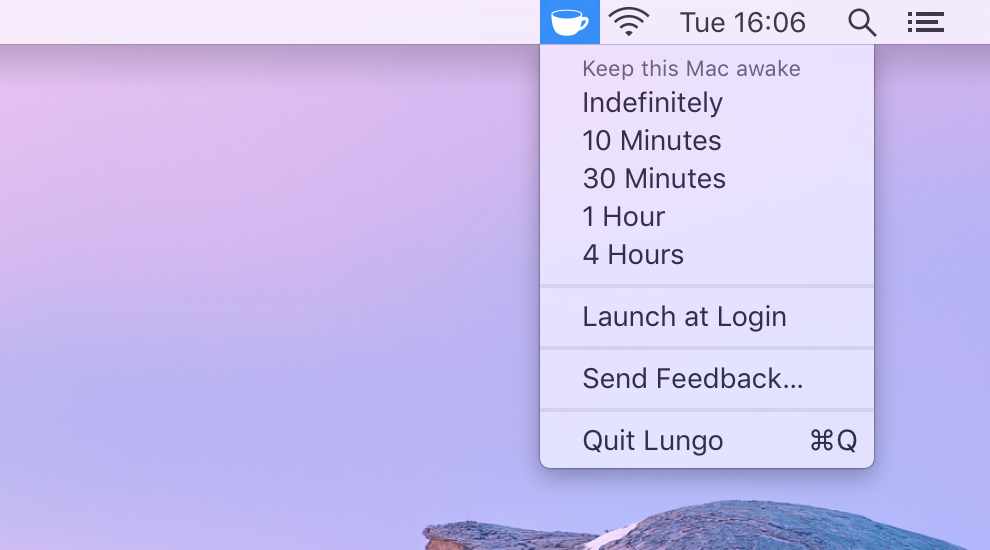 Tue 16:06
Keep this Mac awake
Indefinitely
10 Minutes
30 Minutes
1 Hour
4 Hours
Launch at Login
Send Feedback...
Quit Lungo ⌘Q